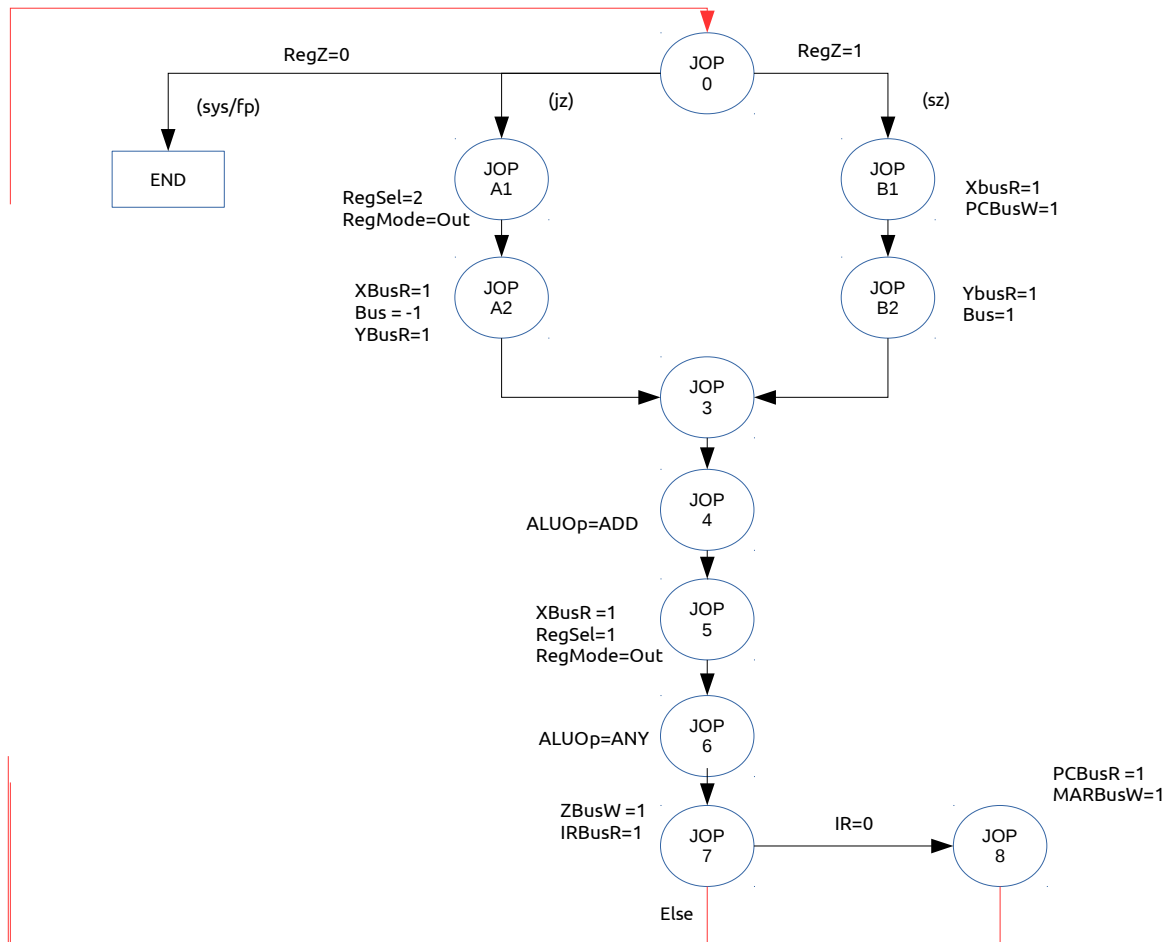 JOP
0
RegZ=0
RegZ=1
(sys/fp)
(jz)
(sz)
END
JOP
A1
RegSel=2
RegMode=Out
JOP
B1
XbusR=1
PCBusW=1
JOP
A2
XBusR=1
Bus = -1
YBusR=1
JOP
B2
YbusR=1
Bus=1
JOP
3
JOP
4
ALUOp=ADD
JOP
5
XBusR =1
RegSel=1
RegMode=Out
JOP
6
ALUOp=ANY
JOP
7
ZBusW =1
IRBusR=1
IR=0
JOP
8
PCBusR =1
MARBusW=1
Else